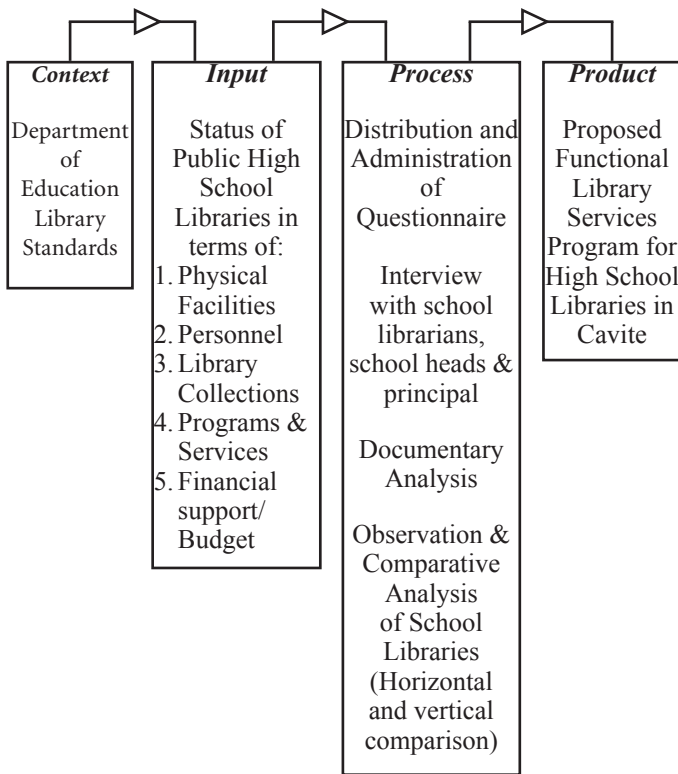 Context
Department
of
Education
Library
Standards
Input
Status of
Public High
School
Libraries in
terms of:
1. Physical
Facilities
2. Personnel
3. Library
Collections
4. Programs &
Services
5. Financial
support/
Budget
Process
Distribution and
Administration
of
Questionnaire
Interview
with school
librarians,
school heads &
principal
Documentary
Analysis
Observation &
Comparative
Analysis
of School
Libraries
(Horizontal
and vertical
comparison)
Product
Proposed
Functional
Library
Services
Program for
High School
Libraries in
Cavite